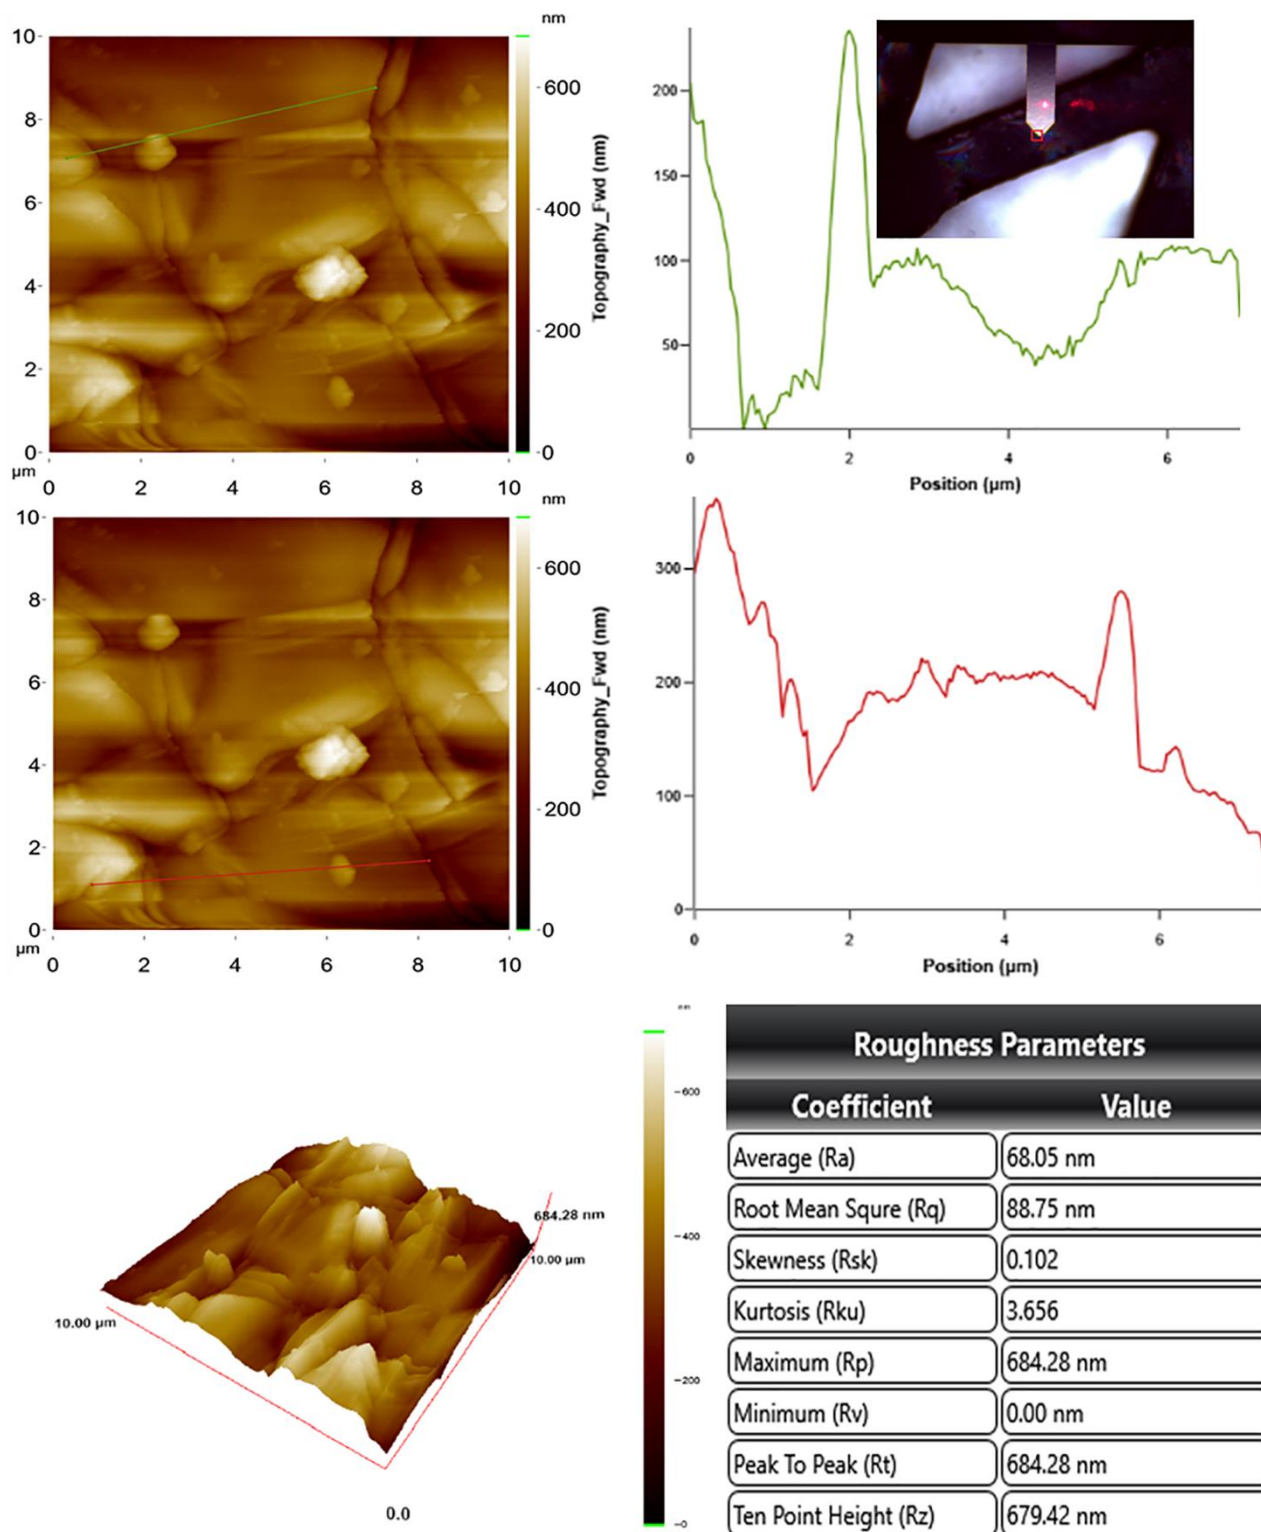 nm
10
8
6
4
2
0
µm
0 2 4 6 8 10
600
400
200
0
Topography_Fwd (nm)
200
150
100
50
0 2 4 6
Position (µm)
nm
10
8
6
4
2
0
µm
0 2 4 6 8 10
600
400
200
0
Topography_Fwd (nm)
300
200
100
0
0 2 4 6
Position (µm)
684.28 nm
10.00 µm
10.00 µm
0.0
nm
600
400
200
0
Roughness Parameters
Coefficient Value
Average (Ra) 68.05 nm
Root Mean Squre (Rq) 88.75 nm
Skewness (Rsk) 0.102
Kurtosis (Rku) 3.656
Maximum (Rp) 684.28 nm
Minimum (Rv) 0.00 nm
Peak To Peak (Rt) 684.28 nm
Ten Point Height (Rz) 679.42 nm